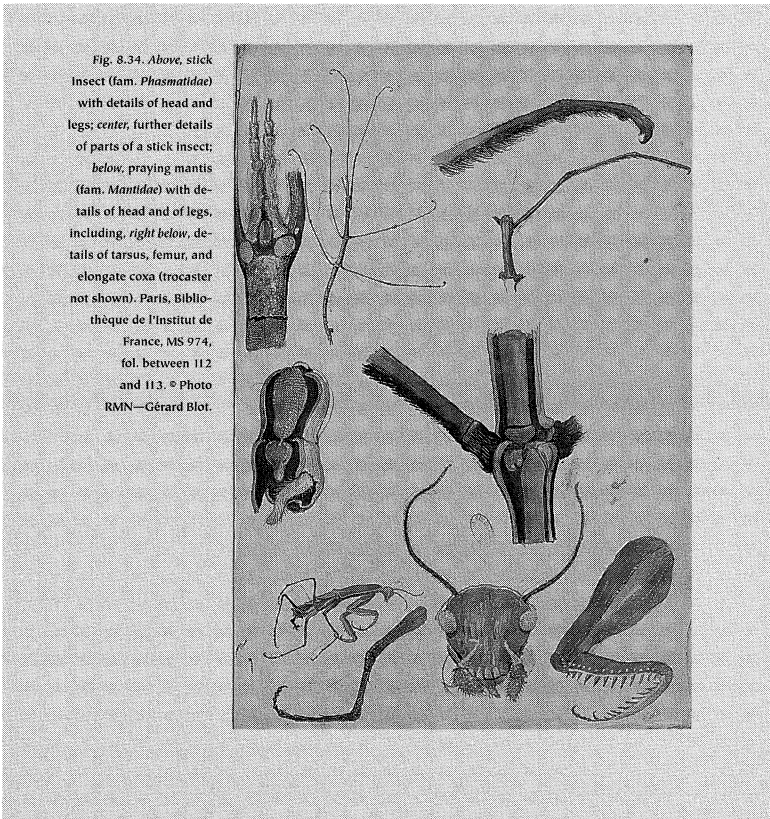 Fig. 8.34. Above, stick
insect (fam. Phasmatidae)
with details of head and
legs; center, further details
of parts of a stick insect;
below, praying mantis
(fam. Mantidae) with de-
tails of head and of legs,
including, right below, de-
tails of tarsus, femur, and
elongate coxa (trocaster
not shown). Paris, Biblio-
thèque de l'Institut de
France, MS 974,
fol. between 112
and 113. © Photo
RMN—Gérard Blot.